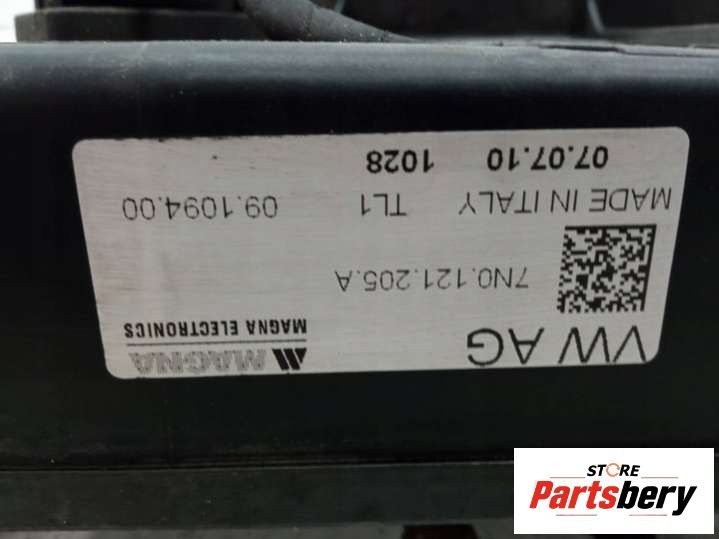 VW AG
MAGNA
MAGNA ELECTRONICS
7N0.121.205.A
MADE IN ITALY TL1 09.1094.00
07.07.10 1028
STORE
Partsbery